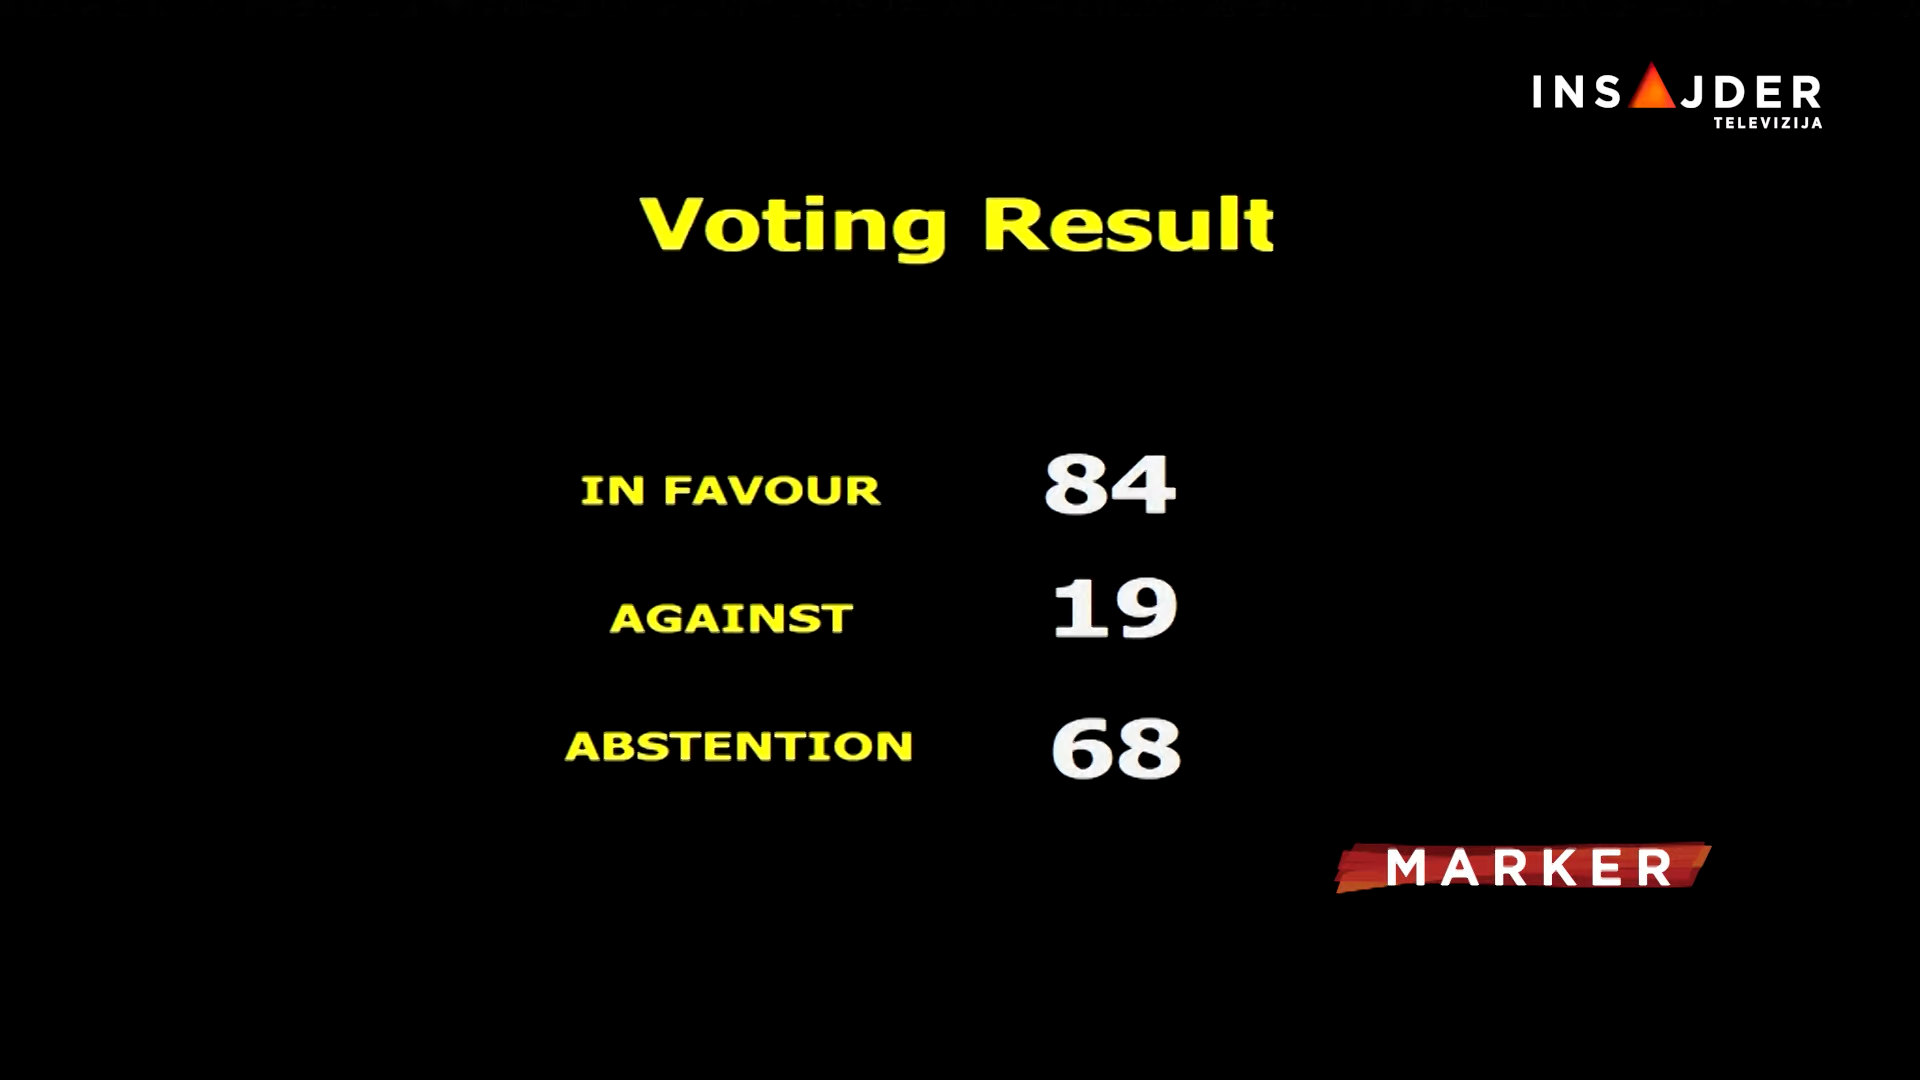 INSAJDER
TELEVIZIJA
Voting Result
IN FAVOUR 84
AGAINST 19
ABSTENTION 68
MARKER